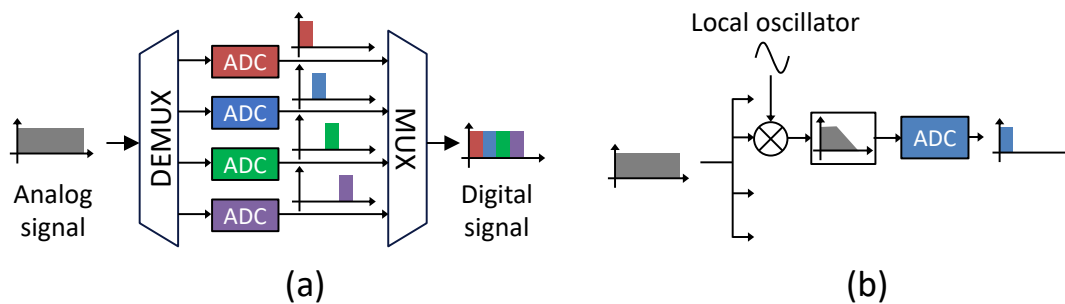 Local oscillator
DEMUX
ADC
ADC
ADC
ADC
MUX
ADC
Analog
signal
Digital
signal
(a)
(b)